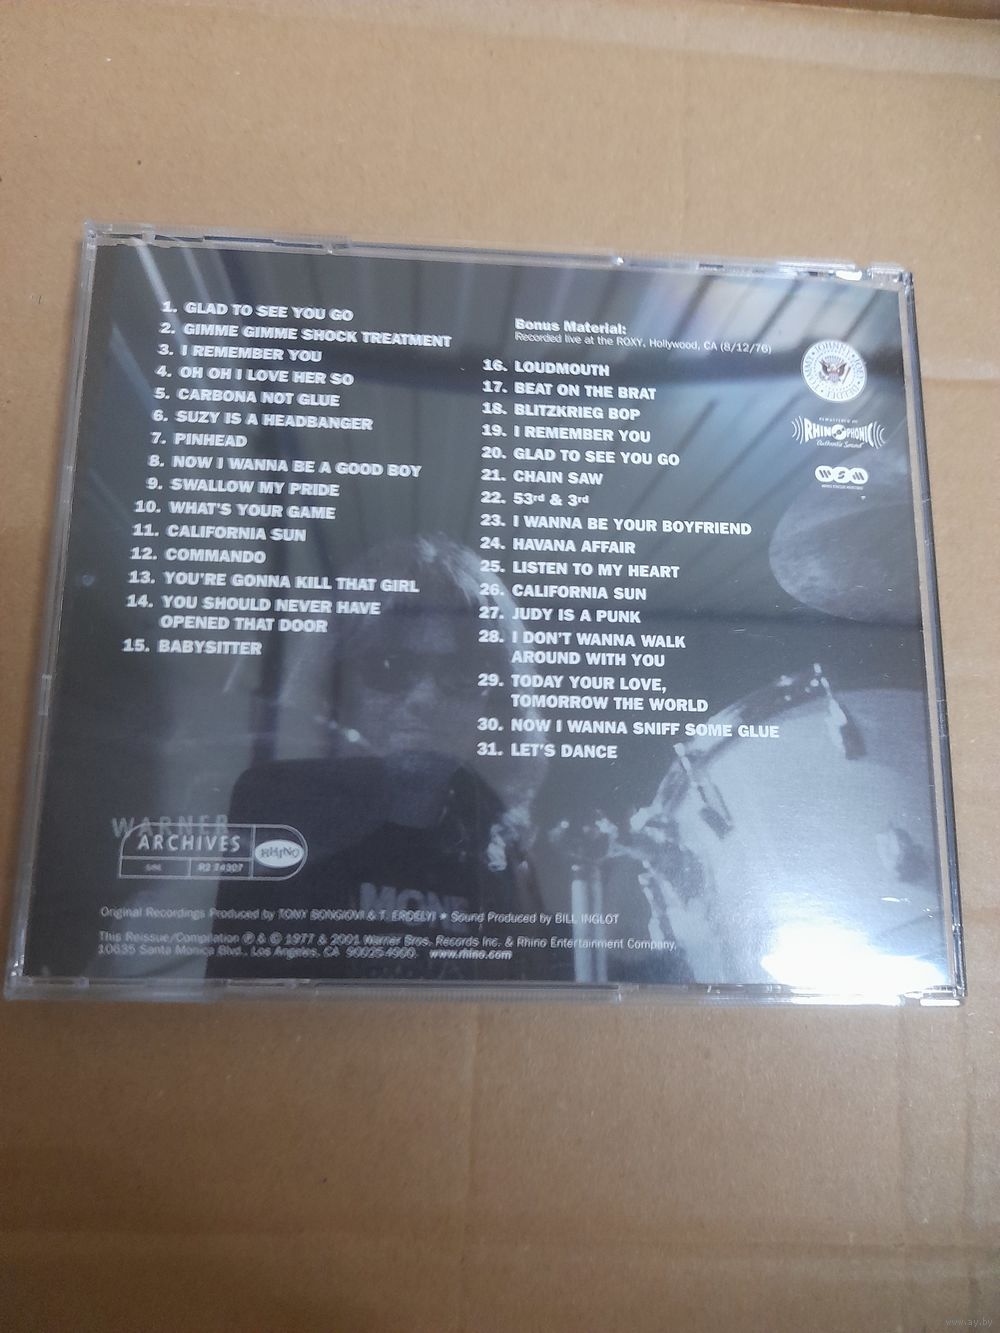 1. GLAD TO SEE YOU GO
2. GIMME GIMME SHOCK TREATMENT
3. I REMEMBER YOU
4. OH OH I LOVE HER SO
5. CARBONA NOT GLUE
6. SUZY IS A HEADBANGER
7. PINHEAD
8. NOW I WANNA BE A GOOD BOY
9. SWALLOW MY PRIDE
10. WHAT'S YOUR GAME
11. CALIFORNIA SUN
12. COMMANDO
13. YOU'RE GONNA KILL THAT GIRL
14. YOU SHOULD NEVER HAVE
OPENED THAT DOOR
15. BABYSITTER
Bonus Material:
Recorded live at the ROXY, Hollywood, CA (8/12/76)
16. LOUDMOUTH
17. BEAT ON THE BRAT
18. BLITZKRIEG BOP
19. I REMEMBER YOU
20. GLAD TO SEE YOU GO
21. CHAIN SAW
22. 53rd & 3rd
23. I WANNA BE YOUR BOYFRIEND
24. HAVANA AFFAIR
25. LISTEN TO MY HEART
26. CALIFORNIA SUN
27. JUDY IS A PUNK
28. I DON'T WANNA WALK
AROUND WITH YOU
29. TODAY YOUR LOVE,
TOMORROW THE WORLD
30. NOW I WANNA SNIFF SOME GLUE
31. LET'S DANCE
JOHNNY
REMASTERED IN
RHINOPHONIC
Authentic Sound
WARNER
ARCHIVES
RHINO
R2 74307
Original Recordings Produced by TONY BONGIOVI & T. ERDELYI • Sound Produced by BILL INGLOT
This Reissue/Compilation ℗ & © 1977 & 2001 Warner Bros. Records Inc. & Rhino Entertainment Company,
10635 Santa Monica Blvd., Los Angeles, CA 90025-4900. www.rhino.com
www.ay.by